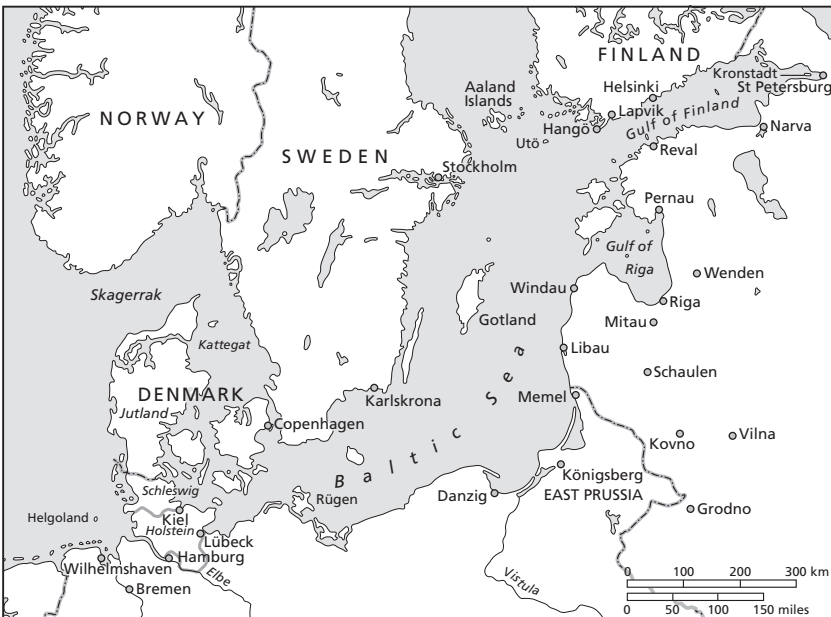 FINLAND
Kronstadt
St Petersburg
Helsinki
Lapvik
Aaland
Islands
Hangö
Utö
Gulf of Finland
Narva
Reval
NORWAY
SWEDEN
Stockholm
Pernau
Gulf of
Riga
Wenden
Skagerrak
Windau
Riga
Gotland
Mitau
Kattegat
Libau
Schaulen
DENMARK
Jutland
Karlskrona
Memel
Copenhagen
Baltic Sea
Kovno
Vilna
Königsberg
EAST PRUSSIA
Schleswig
Rügen
Danzig
Grodno
Helgoland
Kiel
Holstein
Lübeck
Hamburg
Wilhelmshaven
Elbe
Bremen
Vistula
0 100 200 300 km
0 50 100 150 miles